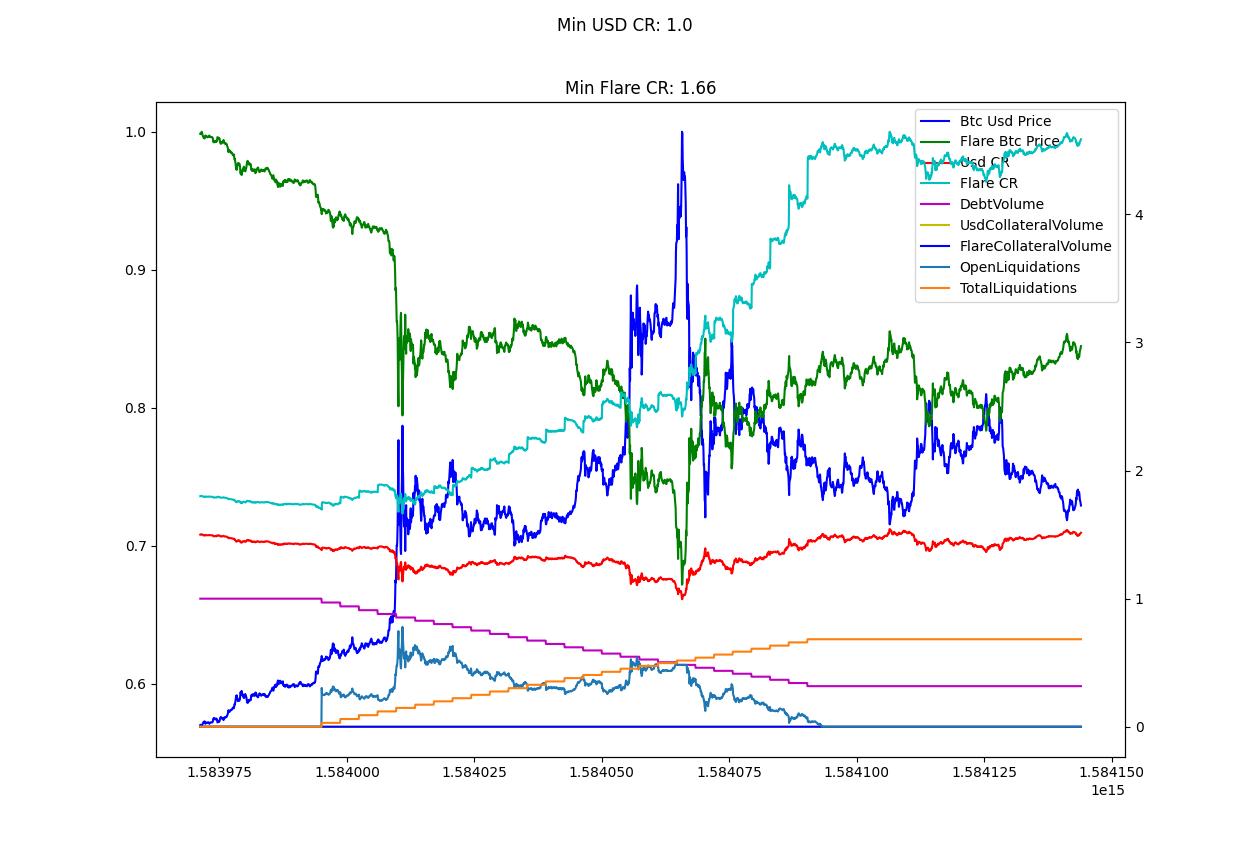 Min USD CR: 1.0
Min Flare CR: 1.66
Btc Usd Price
Flare Btc Price
Usd CR
Flare CR
DebtVolume
UsdCollateralVolume
FlareCollateralVolume
OpenLiquidations
TotalLiquidations
1.0
0.9
0.8
0.7
0.6
4
3
2
1
0
1.583975
1.584000
1.584025
1.584050
1.584075
1.584100
1.584125
1.584150
1e15